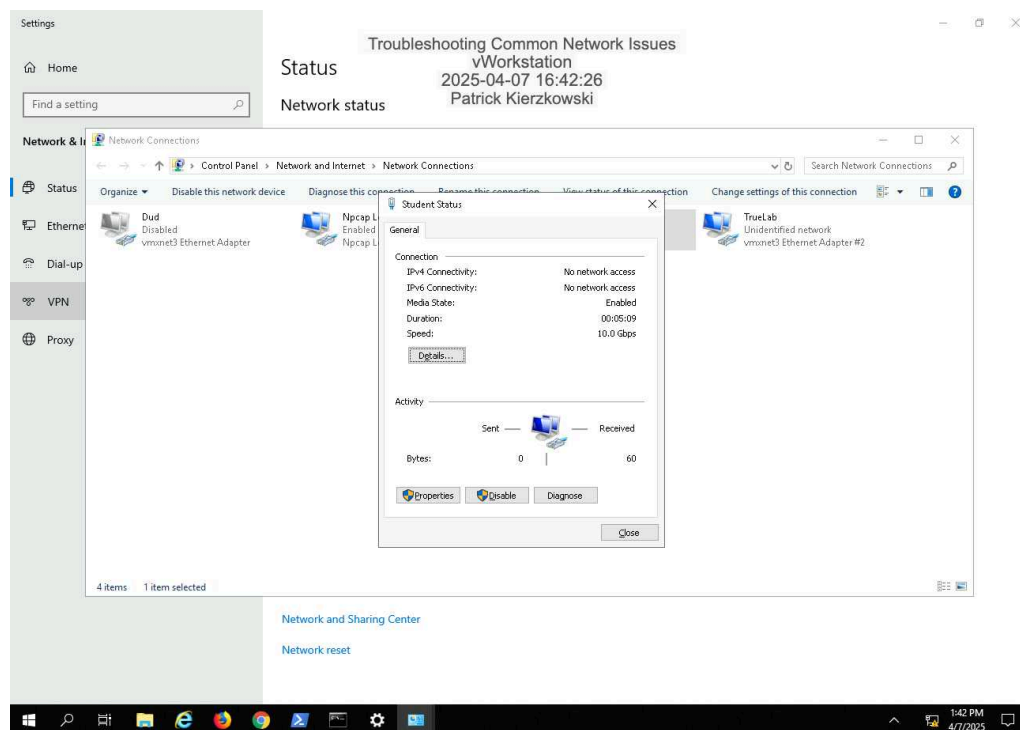 Settings
Troubleshooting Common Network Issues
vWorkstation
2025-04-07 16:42:26
Patrick Kierzkowski
Home
Status
Find a setting
Network status
Network & I
Network Connections
Control Panel > Network and Internet > Network Connections
Search Network Connections
Status
Organize
Disable this network device
Diagnose this connection
Rename this connection
View status of this connection
Change settings of this connection
Student Status
Dud
Disabled
vmxnet3 Ethernet Adapter
Npcap L
Enabled
Npcap L
TrueLab
Unidentified network
vmxnet3 Ethernet Adapter #2
Etherne
Dial-up
VPN
Proxy
General
Connection
IPv4 Connectivity: No network access
IPv6 Connectivity: No network access
Media State: Enabled
Duration: 00:05:09
Speed: 10.0 Gbps
Details...
Activity
Sent — Received
Bytes: 0 | 60
Properties
Disable
Diagnose
Close
4 items 1 item selected
Network and Sharing Center
Network reset
1:42 PM
4/7/2025